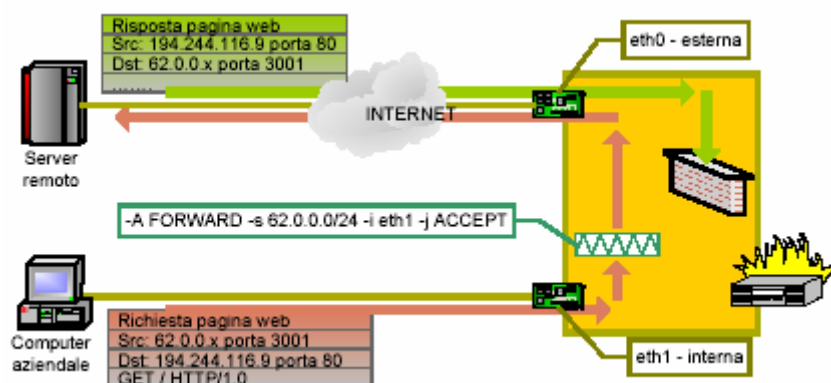 Risposta pagina web
Src: 194.244.116.9 porta 80
Dst: 62.0.0.x porta 3001
.......
eth0 - esterna
INTERNET
Server
remoto
-A FORWARD -s 62.0.0.0/24 -i eth1 -j ACCEPT
Computer
aziendale
Richiesta pagina web
Src: 62.0.0.x porta 3001
Dst: 194.244.116.9 porta 80
GET / HTTP/1.0
eth1 - interna